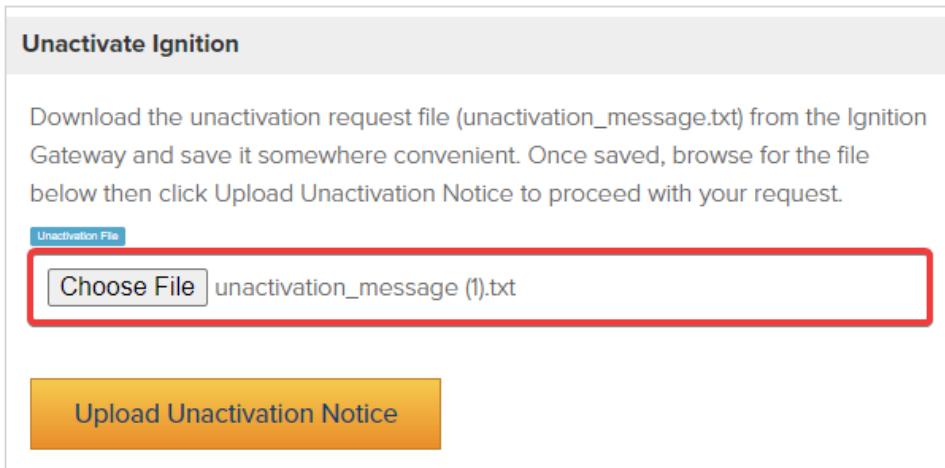 Unactivate Ignition
Download the unactivation request file (unactivation_message.txt) from the Ignition
Gateway and save it somewhere convenient. Once saved, browse for the file
below then click Upload Unactivation Notice to proceed with your request.
Unactivation File
Choose File unactivation_message (1).txt
Upload Unactivation Notice